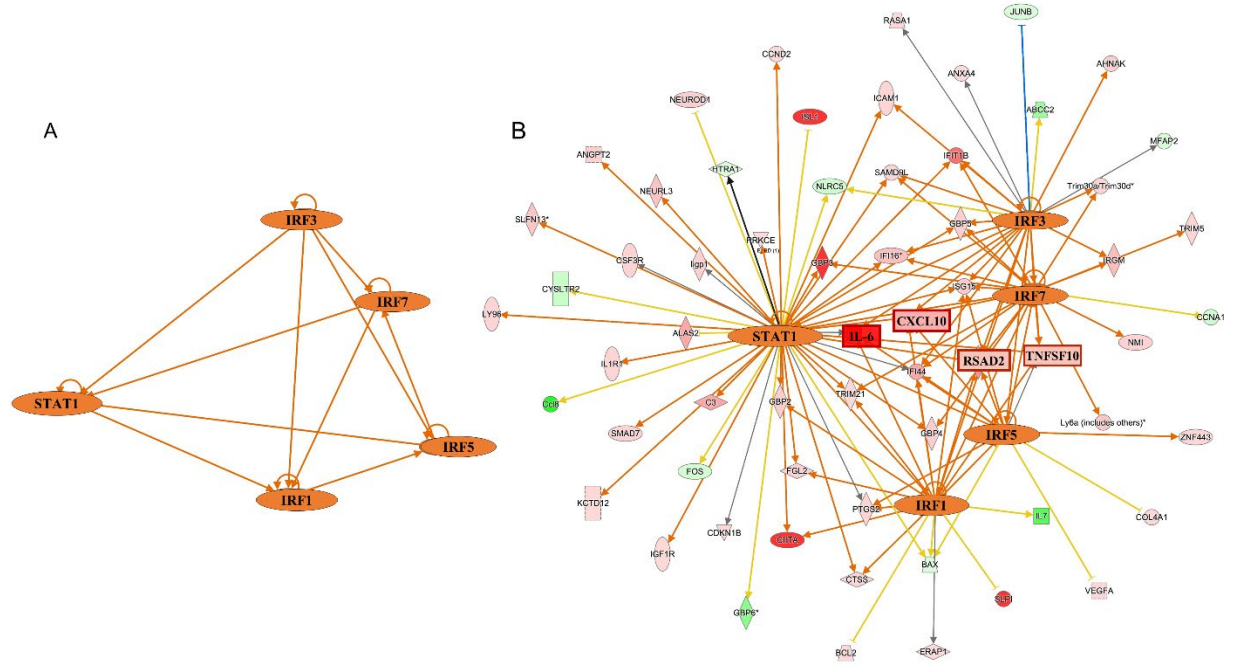 A
IRF3
IRF7
STAT1
IRF5
IRF1
B
JUNB
RASA1
CCND2
ANXA4
AHNAK
NEUROD1
ICAM1
ABCC2
ISL1
MFAP2
ANGPT2
IFIT1B
HTRA1
SAMD9L
NEURL3
NLRC5
Trim30a/Trim30d*
SLFN13*
IRF3
GBP5
TRIM5
PRKCE
CSF3R
Iigp1
IFI16*
IRGM
GBP3
CYSLTR2
ISG15
IRF7
LY96
CXCL10
CCNA1
ALAS2
STAT1
IL-6
NMI
RSAD2
TNFSF10
IL1R1
IFI44
Ccl6
C3
GBP2
TRIM21
Ly6a (includes others)*
SMAD7
GBP4
IRF5
ZNF443
FOS
FGL2
KCTD12
PTGS2
IRF1
IL7
COL4A1
CDKN1B
CIITA
IGF1R
BAX
CTSS
VEGFA
GBP6*
SLPI
BCL2
ERAP1